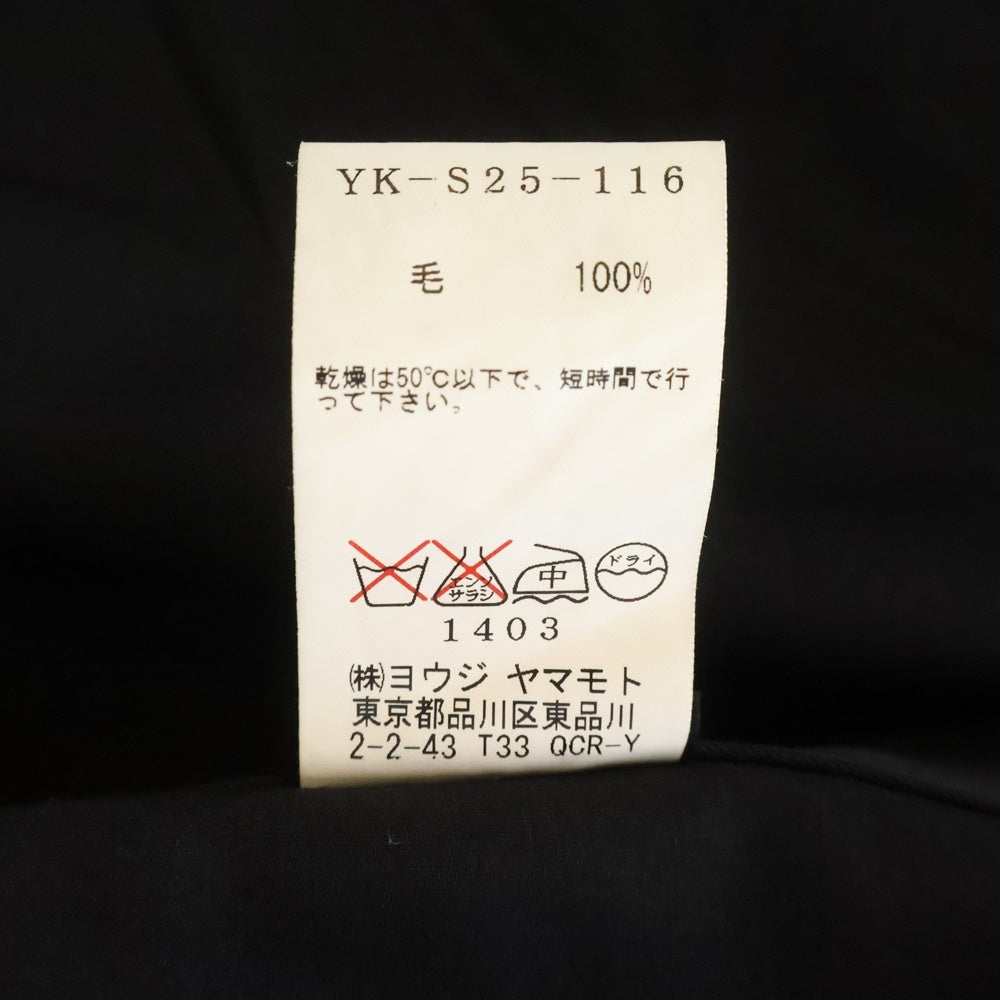 YK-S25-116
毛 100%
乾燥は50℃以下で、短時間で行
って下さい。
エンソ サラシ 中 ドライ
1403
㈱ヨウジ ヤマモト
東京都品川区東品川
2-2-43 T33 QCR-Y